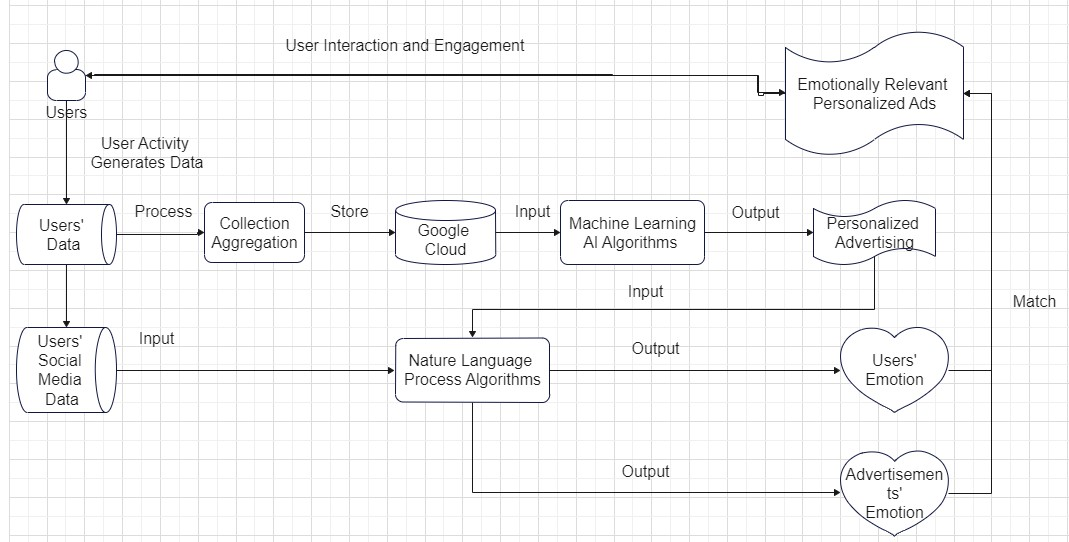 User Interaction and Engagement
Emotionally Relevant
Personalized Ads
Users
User Activity
Generates Data
Users'
Data
Process
Collection
Aggregation
Store
Google
Cloud
Input
Machine Learning
AI Algorithms
Output
Personalized
Advertising
Input
Match
Users'
Social
Media
Data
Input
Nature Language
Process Algorithms
Output
Users'
Emotion
Output
Advertisemen
ts'
Emotion